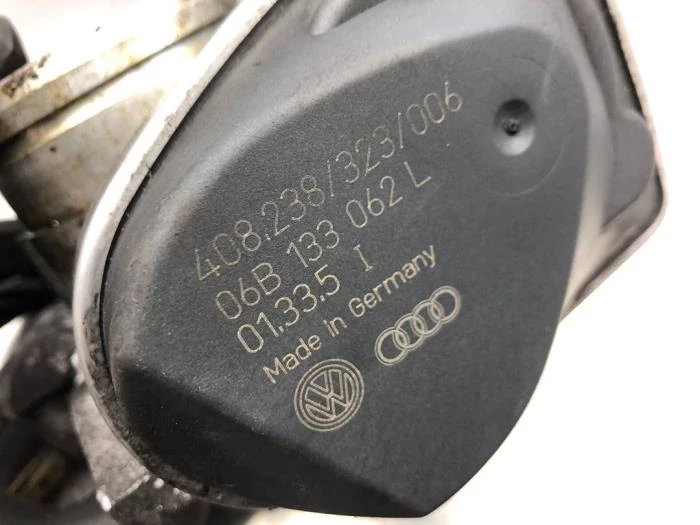 408.238/323/006
06B 133 062 L
01.33.5 I
Made in Germany